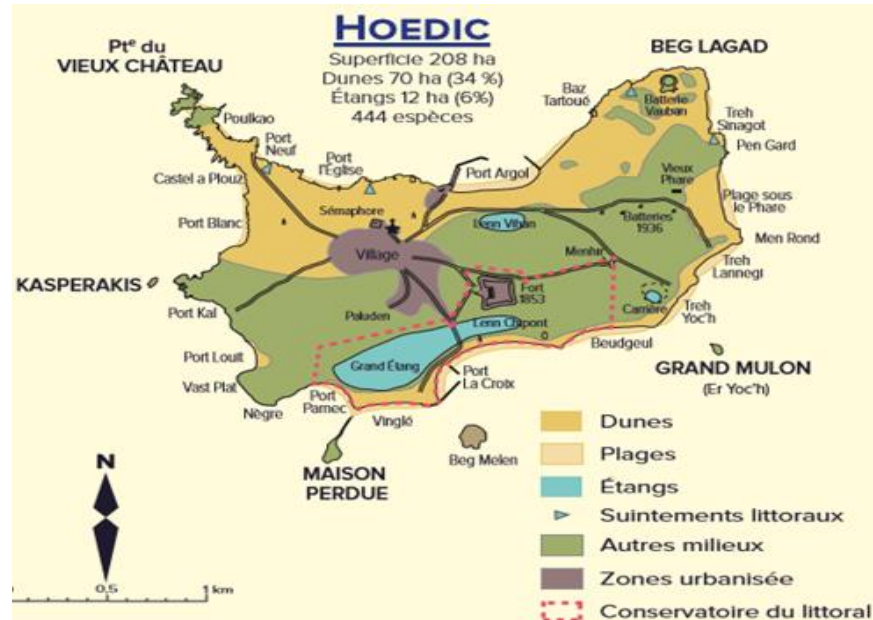 HOEDIC
Superficie 208 ha
Dunes 70 ha (34 %)
Étangs 12 ha (6%)
444 espèces
Pte du
VIEUX CHÂTEAU
BEG LAGAD
Poulkao
Port
Neuf
Port
l'Église
Castel a Plouz
Port Argol
Baz
Tartoué
Batterie
Vauban
Treh
Sinagot
Pen Gard
Vieux
Phare
Plage sous
le Phare
Port Blanc
Sémaphore
Lenn Vihan
Batteries
1936
Men Rond
Village
Menhir
Treh
Lannegi
KASPERAKIS
Port Kal
Fort
1853
Carrière
Treh
Yoc'h
Paluden
Lenn Chpont
Beudgeul
Port Louit
Grand Étang
GRAND MULON
(Er Yoc'h)
Vast Plat
Port
La Croix
Nègre
Port
Parnec
Vinglé
Beg Melen
MAISON
PERDUE
N
0,5
1 km
Dunes
Plages
Étangs
Suintements littoraux
Autres milieux
Zones urbanisée
Conservatoire du littoral